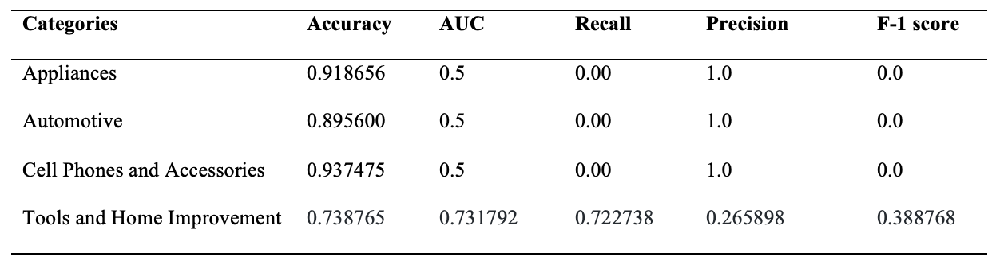 Categories Accuracy AUC Recall Precision F-1 score
Appliances 0.918656 0.5 0.00 1.0 0.0
Automotive 0.895600 0.5 0.00 1.0 0.0
Cell Phones and Accessories 0.937475 0.5 0.00 1.0 0.0
Tools and Home Improvement 0.738765 0.731792 0.722738 0.265898 0.388768